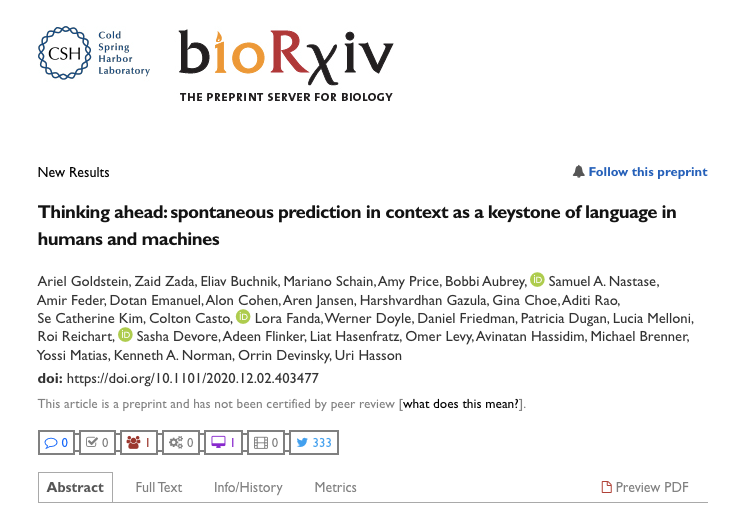 CSH
Cold
Spring
Harbor
Laboratory
bioRxiv
THE PREPRINT SERVER FOR BIOLOGY
New Results
Follow this preprint
Thinking ahead: spontaneous prediction in context as a keystone of language in
humans and machines
Ariel Goldstein, Zaid Zada, Eliav Buchnik, Mariano Schain, Amy Price, Bobbi Aubrey, iD Samuel A. Nastase,
Amir Feder, Dotan Emanuel, Alon Cohen, Aren Jansen, Harshvardhan Gazula, Gina Choe, Aditi Rao,
Se Catherine Kim, Colton Casto, iD Lora Fanda, Werner Doyle, Daniel Friedman, Patricia Dugan, Lucia Melloni,
Roi Reichart, iD Sasha Devore, Adeen Flinker, Liat Hasenfratz, Omer Levy, Avinatan Hassidim, Michael Brenner,
Yossi Matias, Kenneth A. Norman, Orrin Devinsky, Uri Hasson
doi: https://doi.org/10.1101/2020.12.02.403477
This article is a preprint and has not been certified by peer review [what does this mean?].
0 0 1 0 1 0 333
Abstract Full Text Info/History Metrics Preview PDF